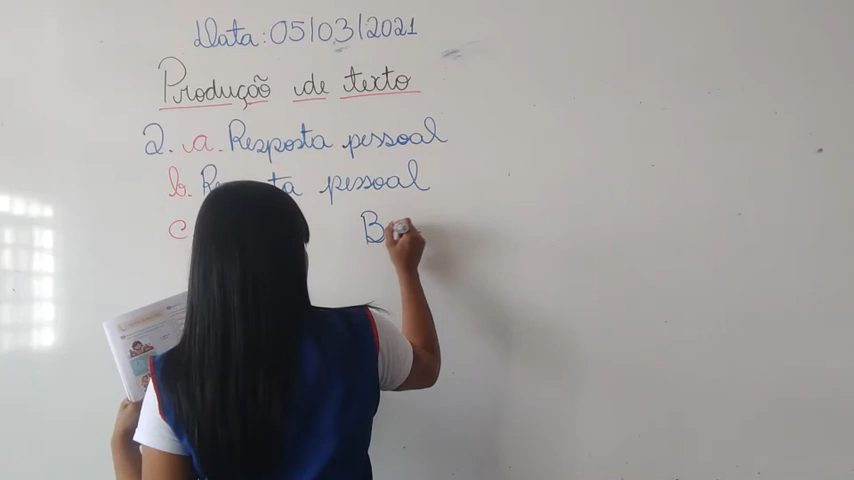 Data: 05/03/2021
Produção de texto
2. a. Resposta pessoal
b. Resposta pessoal
c B